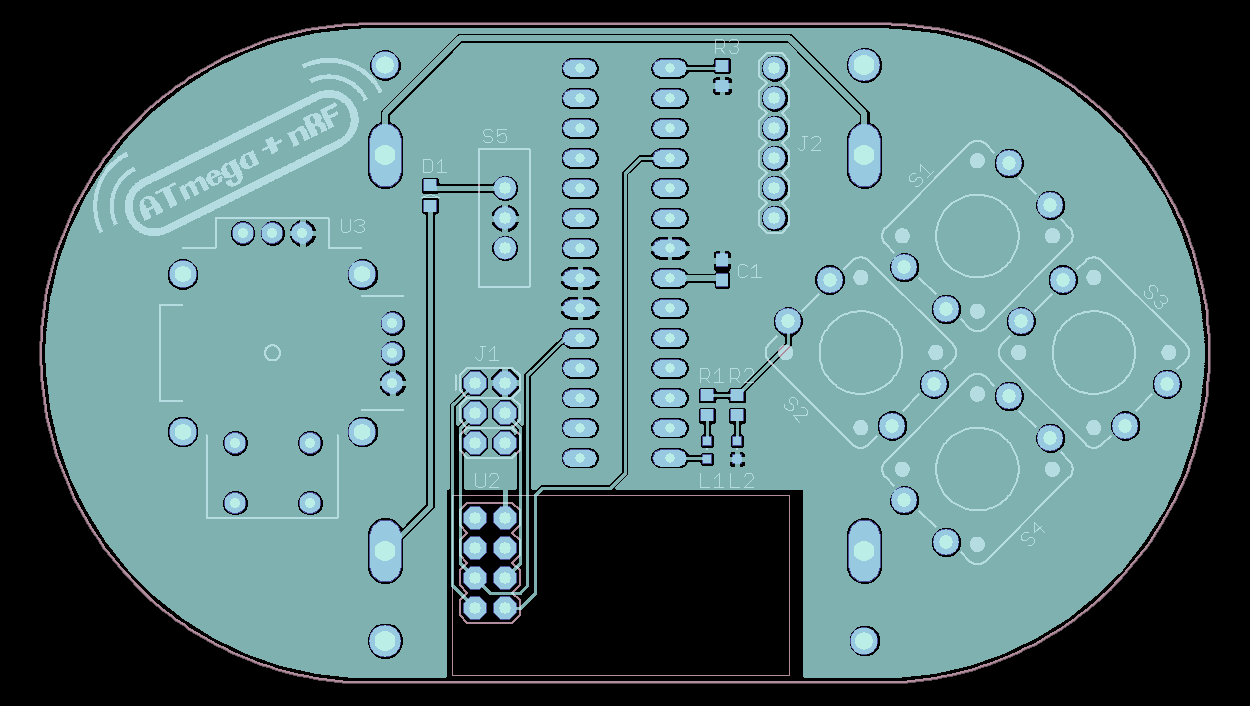 R3
ATmega + nRF
S5
J2
D1
S1
U3
C1
S3
J1
R1 R2
S2
U2
L1 L2
S4